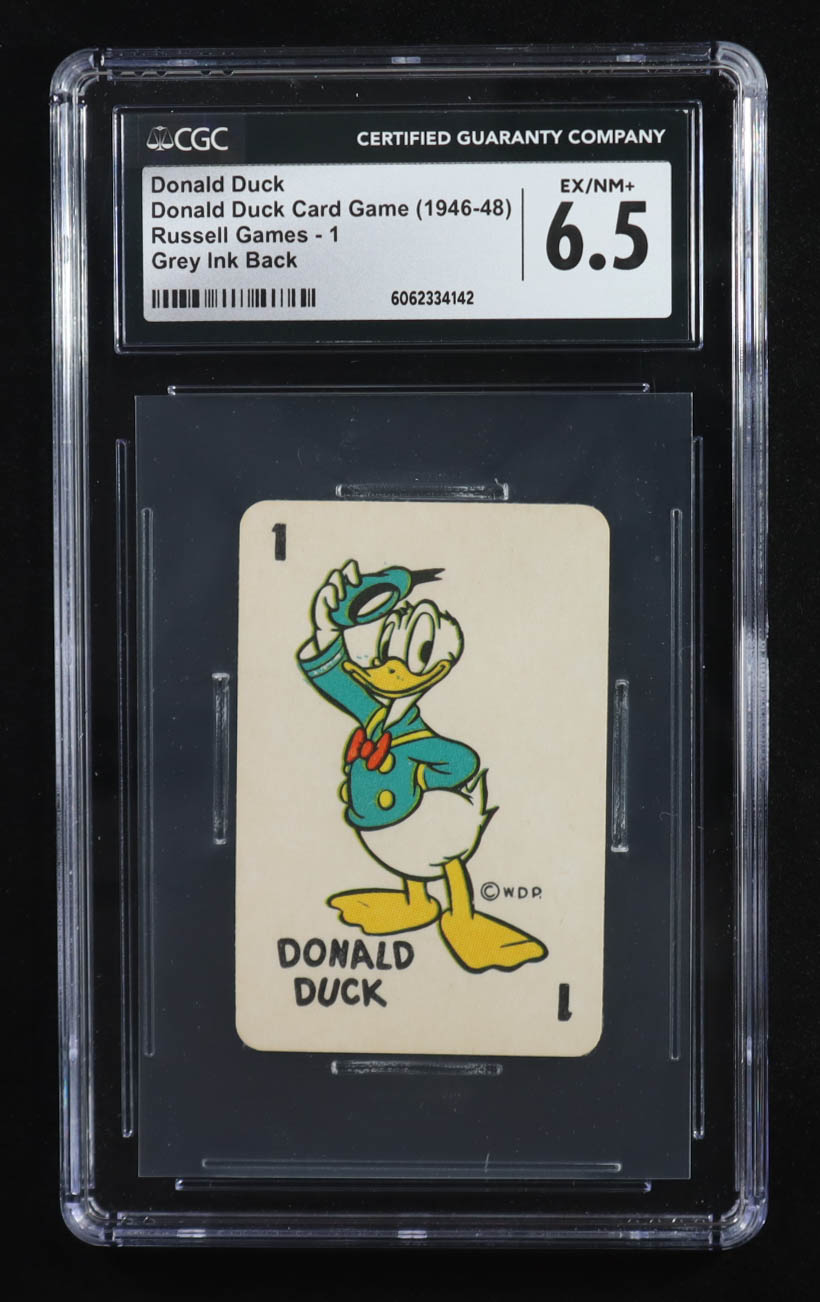 CGC CERTIFIED GUARANTY COMPANY
Donald Duck
Donald Duck Card Game (1946-48)
Russell Games - 1
Grey Ink Back
EX/NM+
6.5
6062334142
1
© W.D.P.
DONALD
DUCK
1